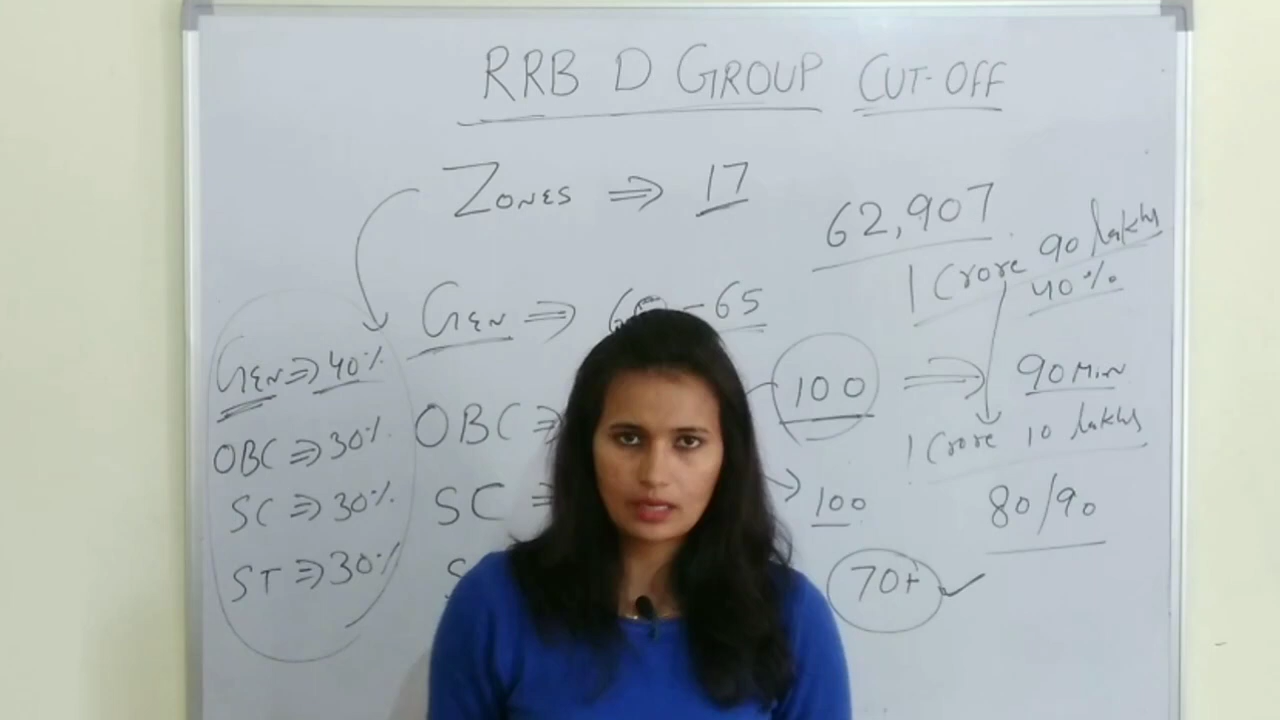 RRB D GROUP CUT-OFF
ZONES ⇒ 17
62,907
1 Crore 90 lakhs
40%
GEN ⇒ 65
GEN ⇒ 40%
100 ⇒ 90 MIN
OBC ⇒
1 Crore 10 lakhs
OBC ⇒ 30%
SC ⇒
→ 100
80/90
SC ⇒ 30%
ST ⇒ 30%
70+ ✓